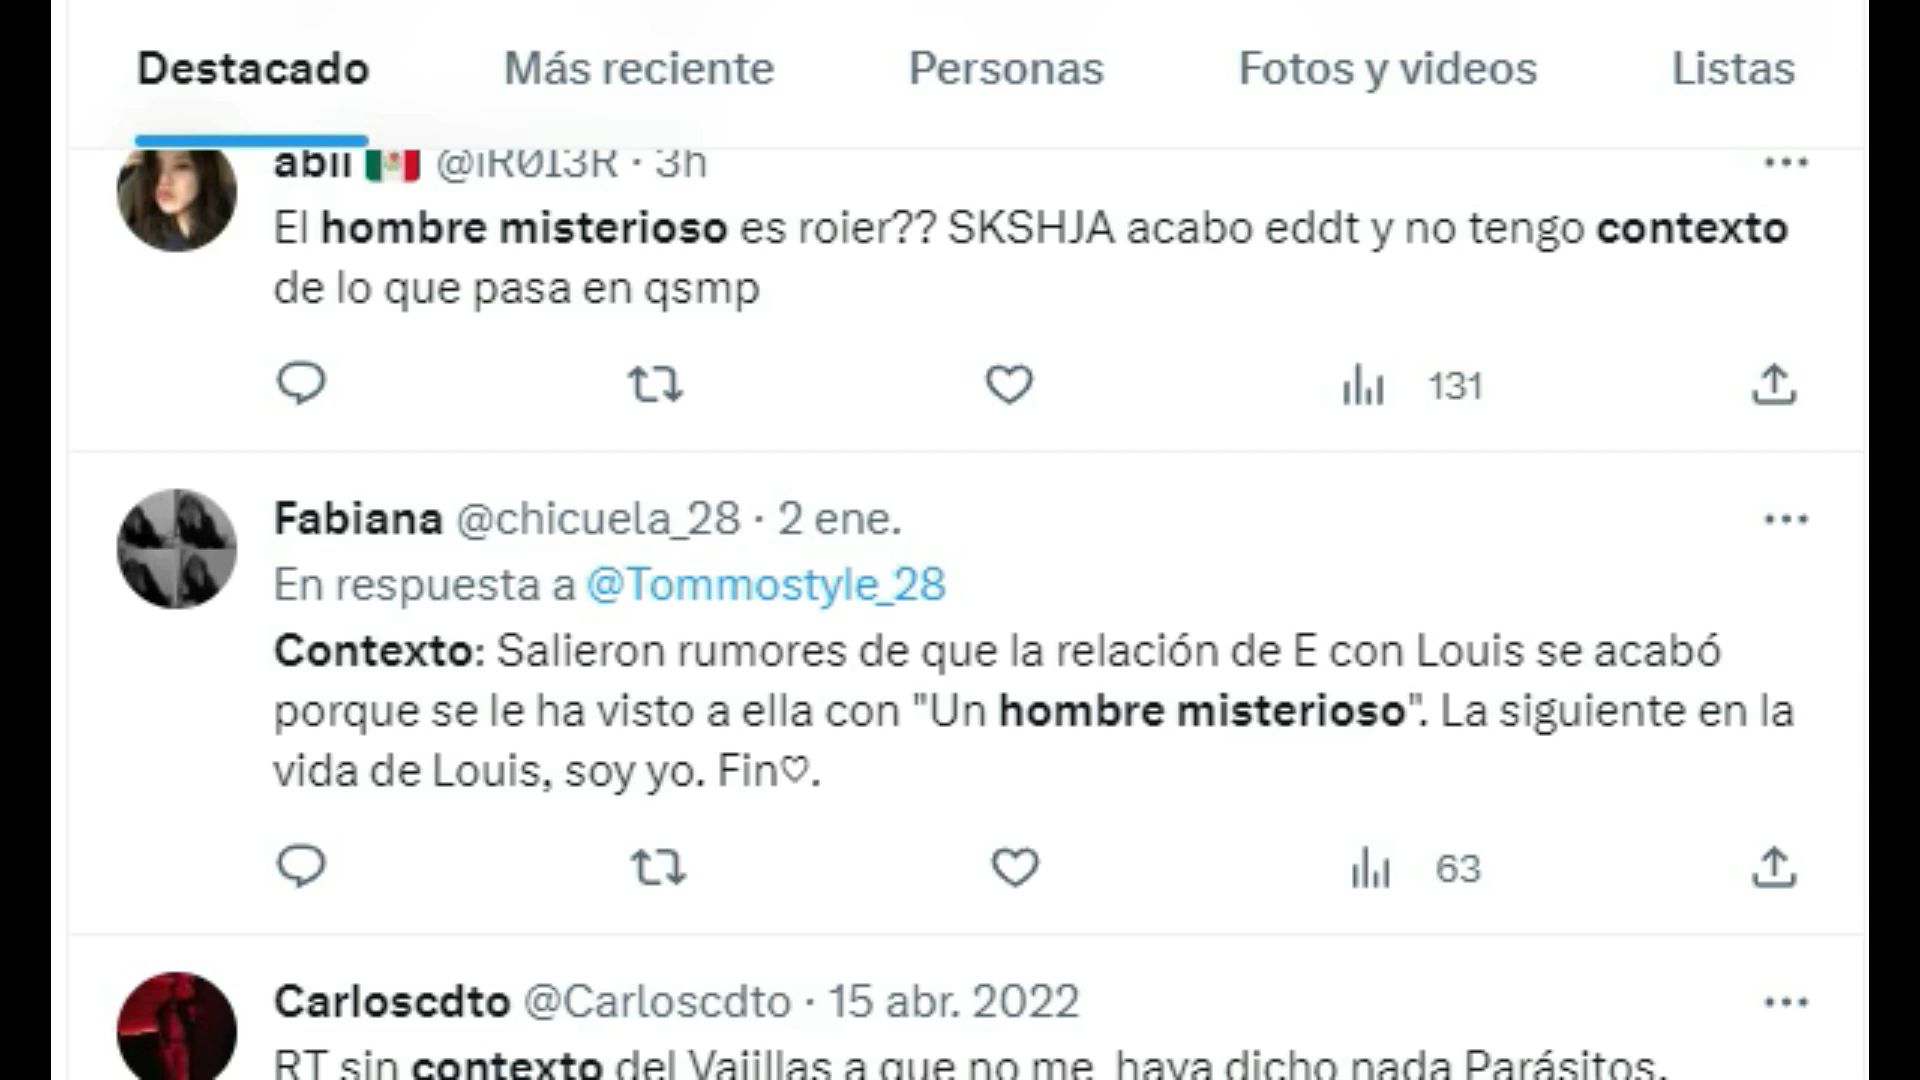 Destacado Más reciente Personas Fotos y videos Listas
abii 🇲🇽 @iRØ13R · 3h
El hombre misterioso es roier?? SKSHJA acabo eddt y no tengo contexto
de lo que pasa en qsmp
131
Fabiana @chicuela_28 · 2 ene.
En respuesta a @Tommostyle_28
Contexto: Salieron rumores de que la relación de E con Louis se acabó
porque se le ha visto a ella con "Un hombre misterioso". La siguiente en la
vida de Louis, soy yo. Fin♡.
63
Carloscdto @Carloscdto · 15 abr. 2022
RT sin contexto del Vajillas a que no me haya dicho nada Parásitos.